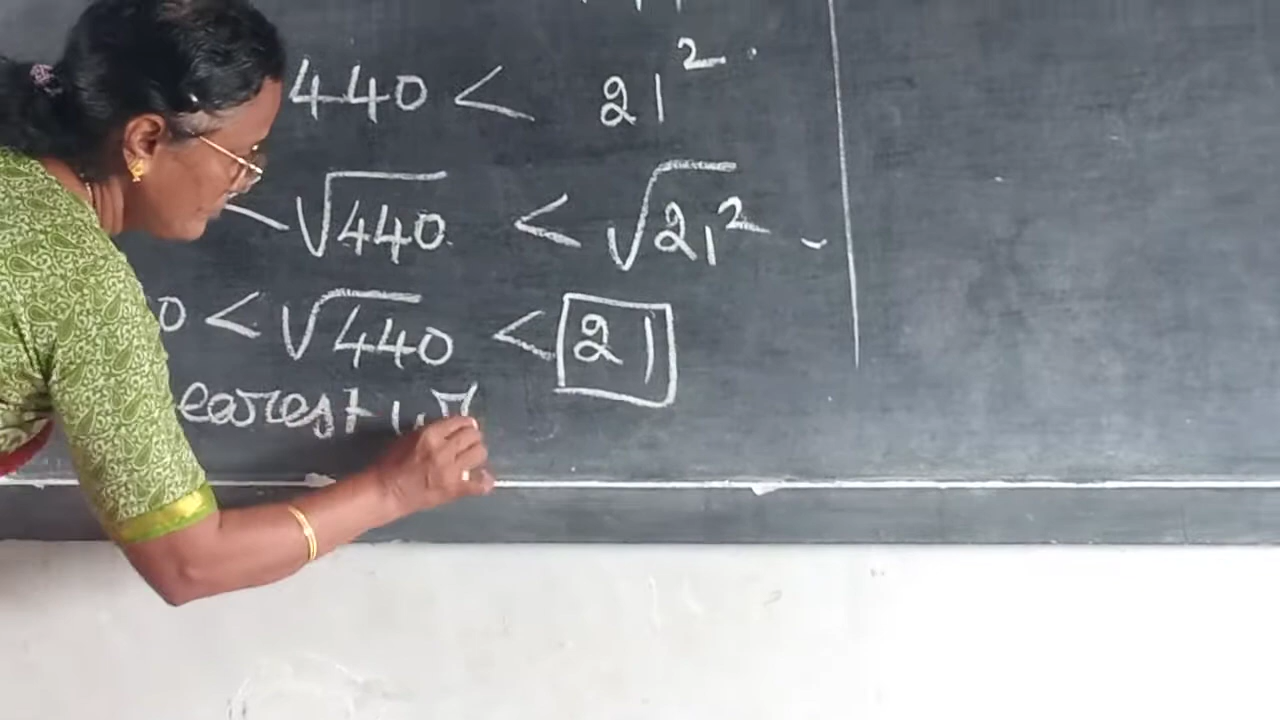 440 < 21²
√440 < √21²
0 < √440 < 21
earest